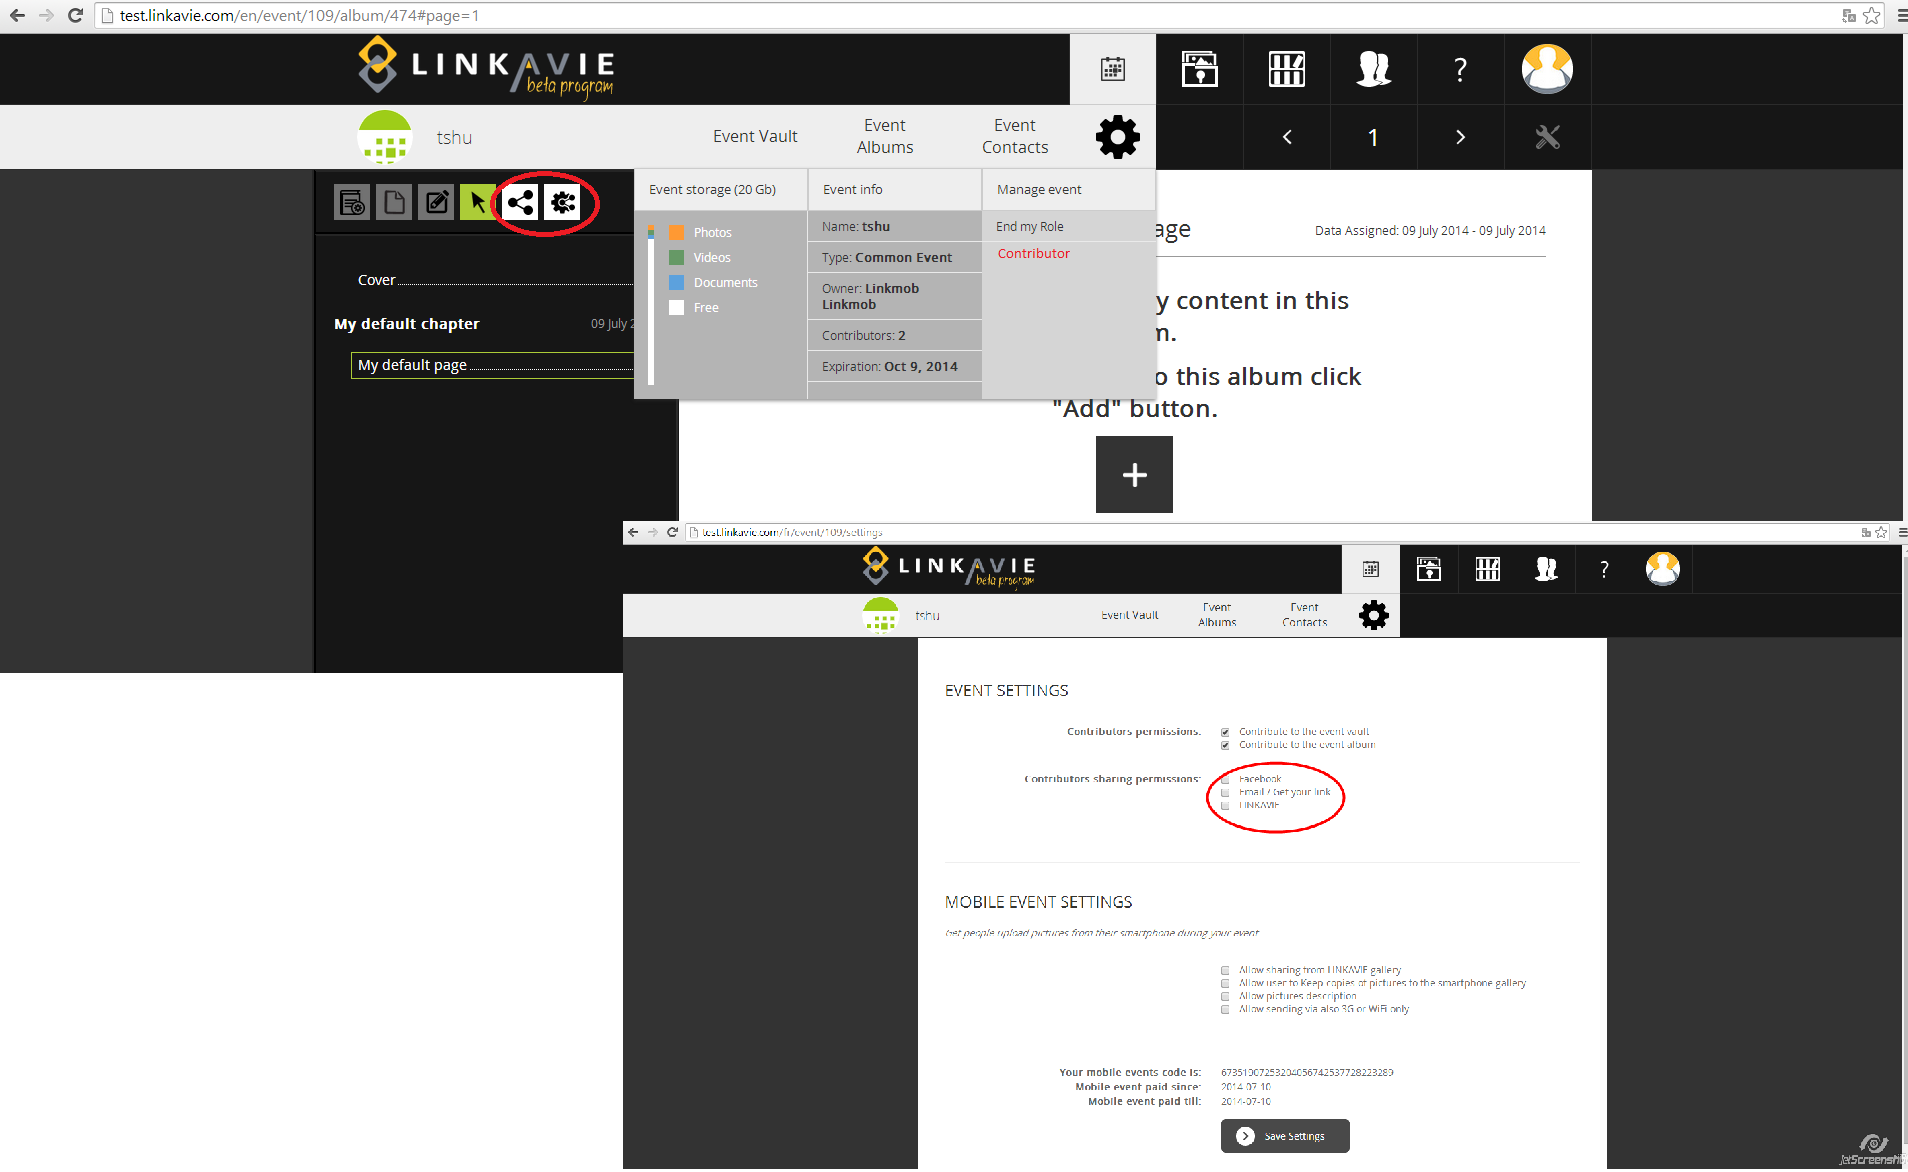 test.linkavie.com/en/event/109/album/474#page=1
LINKAVIE
beta program
?
tshu
Event Vault
Event
Albums
Event
Contacts
1
Event storage (20 Gb)
Event info
Manage event
Photos
Videos
Documents
Free
Name: tshu
Type: Common Event
Owner: Linkmob
Linkmob
Contributors: 2
Expiration: Oct 9, 2014
End my Role
Contributor
age
Data Assigned: 09 July 2014 - 09 July 2014
Cover
My default chapter
09 July 2
My default page
y content in this
m.
o this album click
"Add" button.
test.linkavie.com/fr/event/109/settings
LINKAVIE
beta program
?
tshu
Event Vault
Event
Albums
Event
Contacts
EVENT SETTINGS
Contributors permissions:
Contribute to the event vault
Contribute to the event album
Contributors sharing permissions:
Facebook
Email / Get your link
LINKAVIE
MOBILE EVENT SETTINGS
Get people upload pictures from their smartphone during your event
Allow sharing from LINKAVIE gallery
Allow user to Keep copies of pictures to the smartphone gallery
Allow pictures description
Allow sending via also 3G or WiFi only
Your mobile events code is: 67351907253204056742537728223289
Mobile event paid since: 2014-07-10
Mobile event paid till: 2014-07-10
Save Settings